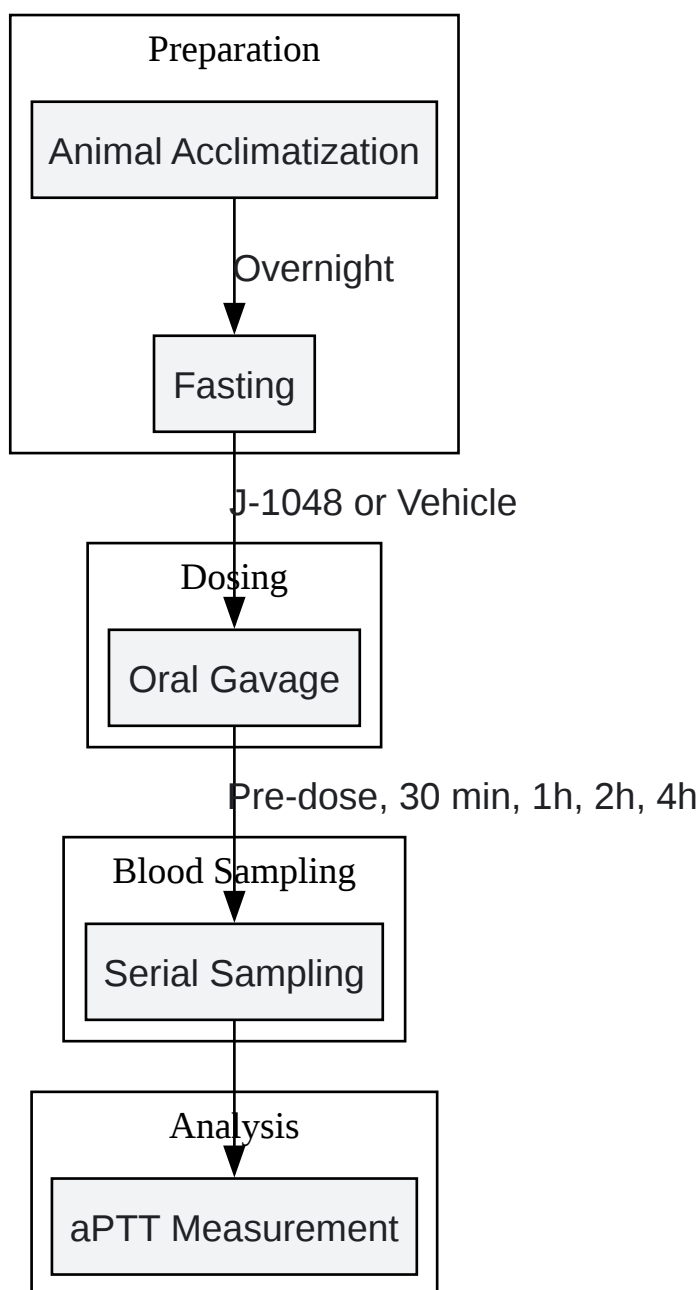 Preparation
Animal Acclimatization
Overnight
Fasting
J-1048 or Vehicle
Dosing
Oral Gavage
Pre-dose, 30 min, 1h, 2h, 4h
Blood Sampling
Serial Sampling
Analysis
aPTT Measurement